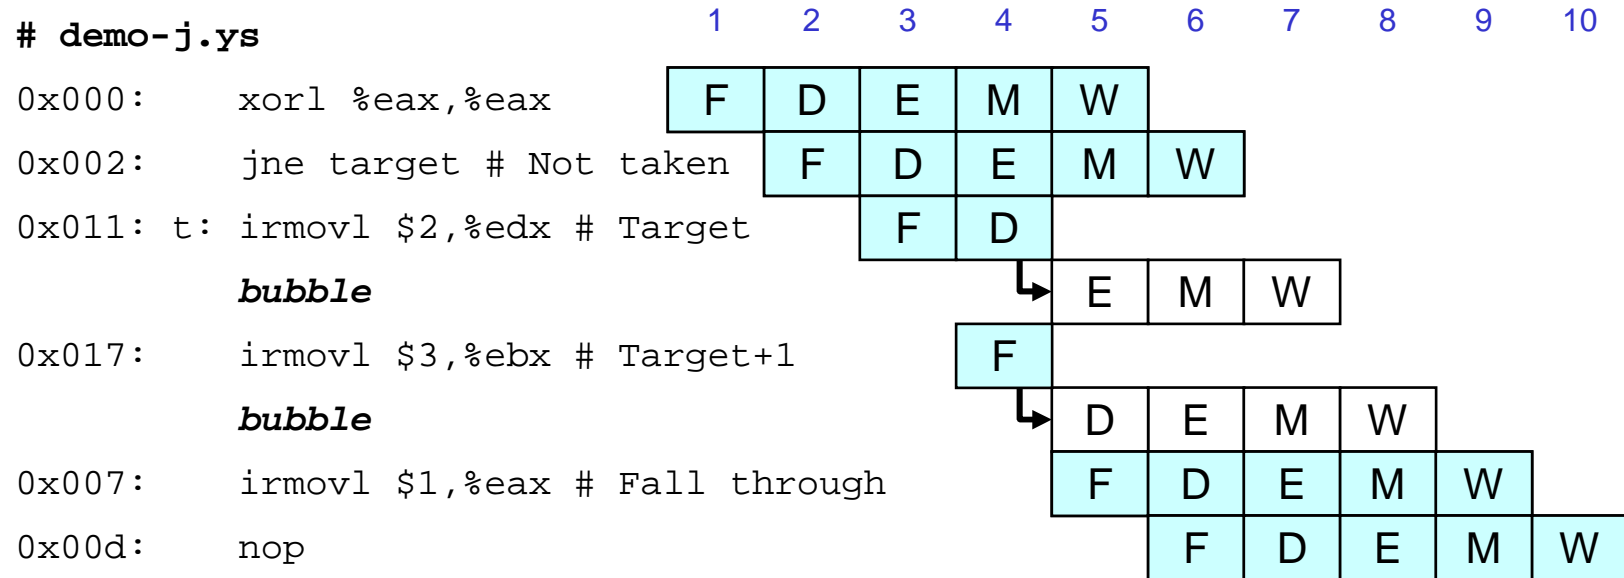 1 2 3 4 5 6 7 8 9 10
# demo-j.ys
0x000: xorl %eax,%eax F D E M W
0x002: jne target # Not taken F D E M W
0x011: t: irmovl $2,%edx # Target F D
bubble E M W
0x017: irmovl $3,%ebx # Target+1 F
bubble D E M W
0x007: irmovl $1,%eax # Fall through F D E M W
0x00d: nop F D E M W